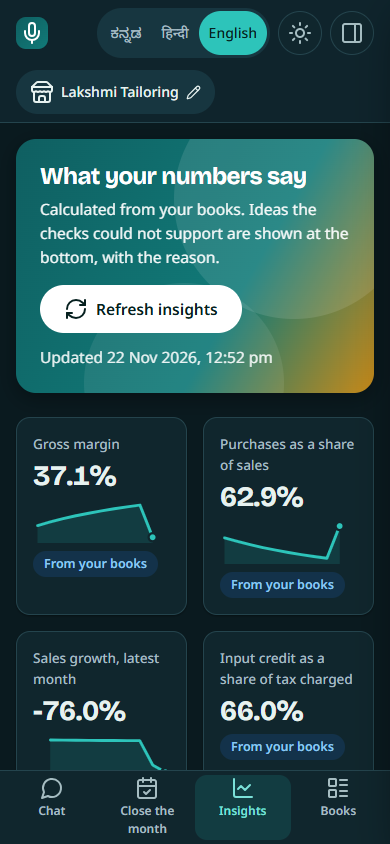 ಕನ್ನಡ हिन्दी English
Lakshmi Tailoring
What your numbers say
Calculated from your books. Ideas the
checks could not support are shown at the
bottom, with the reason.
Refresh insights
Updated 22 Nov 2026, 12:52 pm
Gross margin
37.1%
From your books
Purchases as a share
of sales
62.9%
From your books
Sales growth, latest
month
-76.0%
Input credit as a
share of tax charged
66.0%
From your books
Chat
Close the
month
Insights
Books